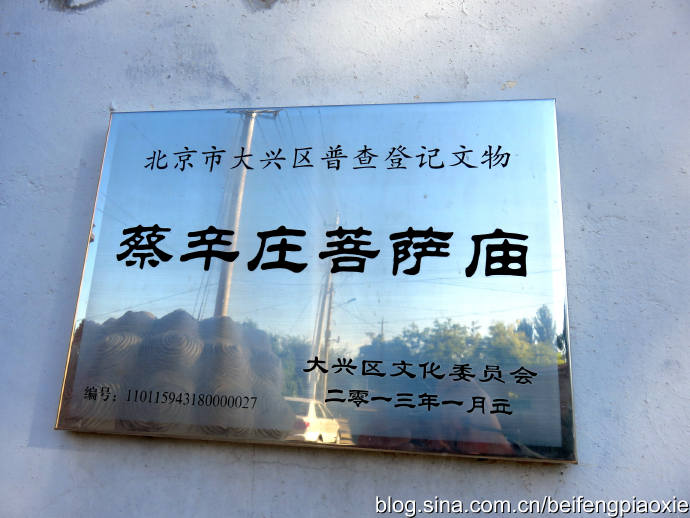 北京市大兴区普查登记文物
蔡辛庄菩萨庙
大兴区文化委员会
编号：110115943180000027
二零一三年一月立
blog.sina.com.cn/beifengpiaoxie